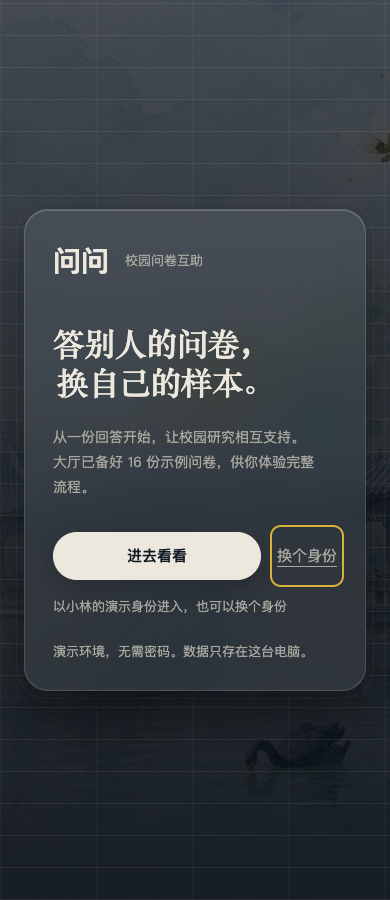 问问 校园问卷互助
答别人的问卷，
换自己的样本。
从一份回答开始，让校园研究相互支持。
大厅已备好 16 份示例问卷，供你体验完整
流程。
进去看看 换个身份
以小林的演示身份进入，也可以换个身份
演示环境，无需密码。数据只存在这台电脑。